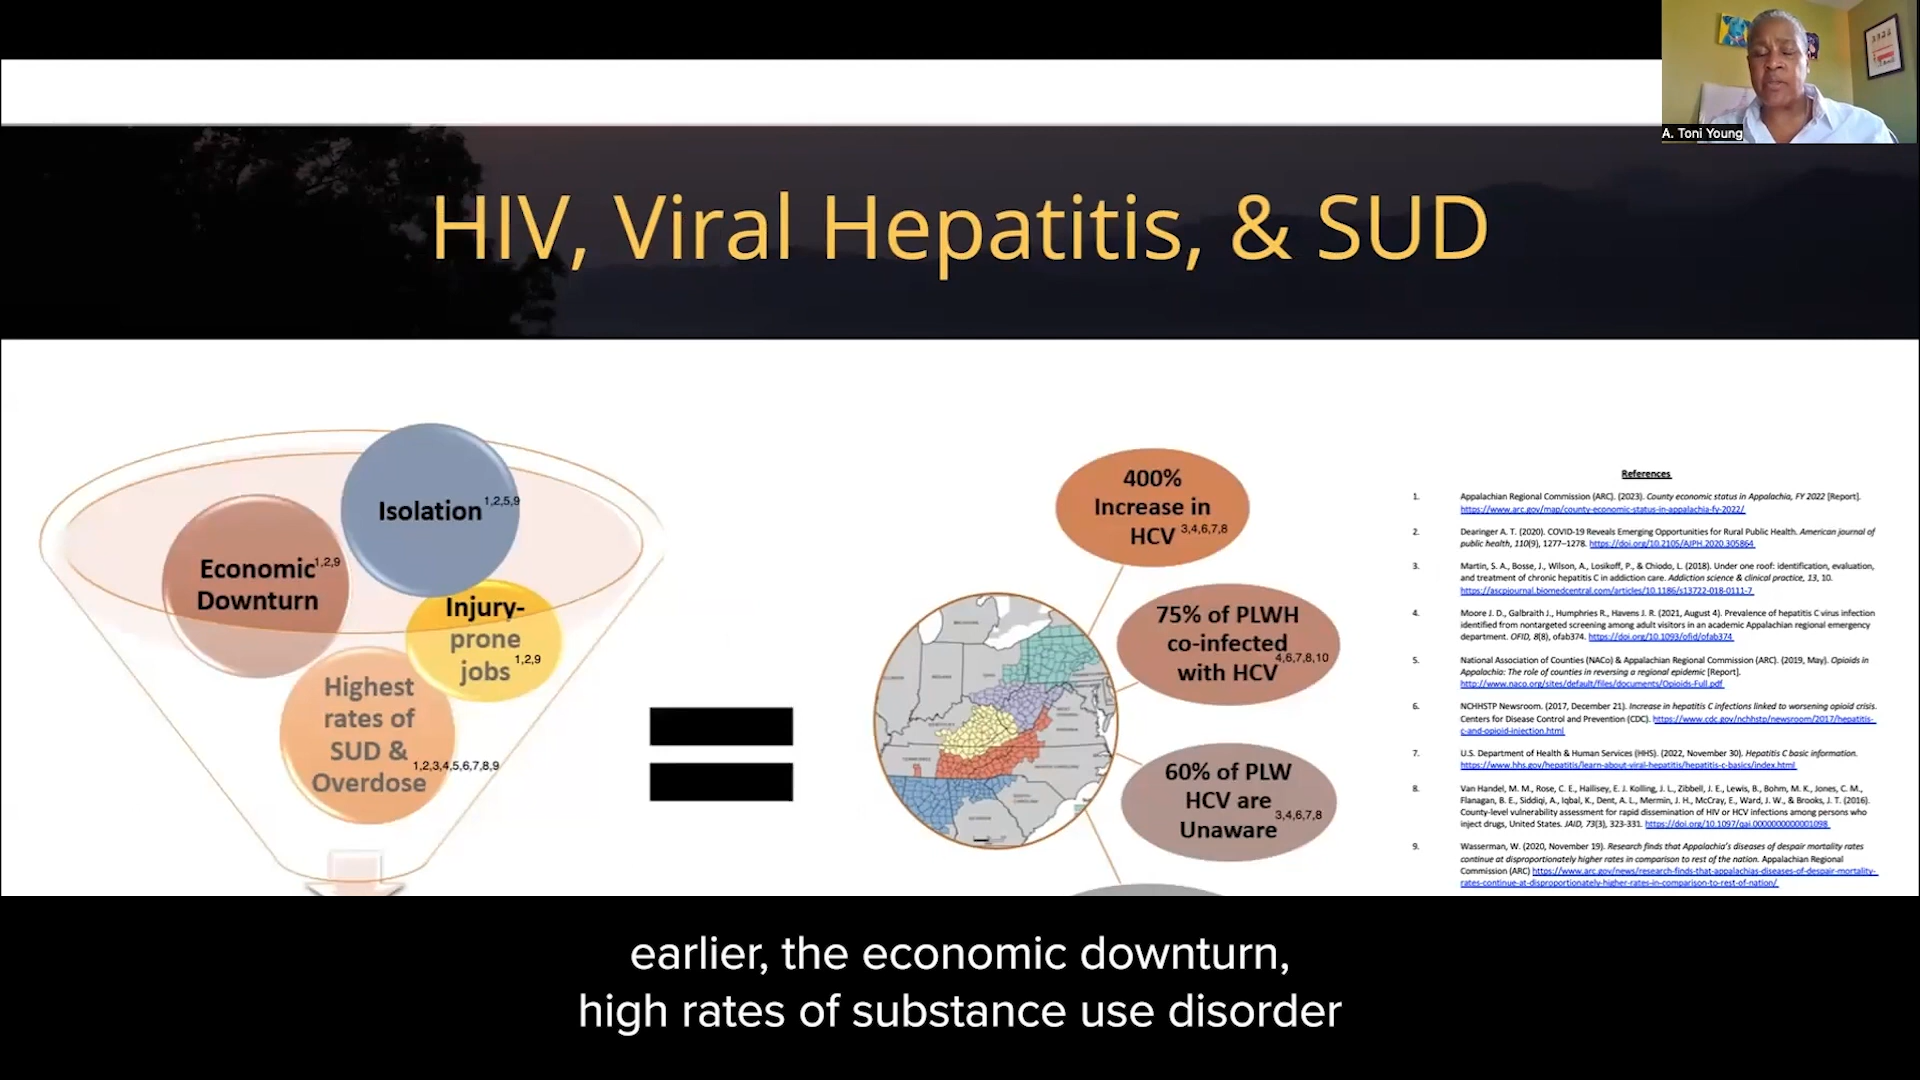 A. Toni Young
HIV, Viral Hepatitis, & SUD
Isolation 1,2,5,9
Economic 1,2,9
Downturn
Injury-
prone
jobs 1,2,9
Highest
rates of
SUD &
Overdose 1,2,3,4,5,6,7,8,9
400%
Increase in
HCV 3,4,6,7,8
75% of PLWH
co-infected
with HCV 4,6,7,8,10
60% of PLW
HCV are
Unaware 3,4,6,7,8
References
1. Appalachian Regional Commission (ARC). (2023). County economic status in Appalachia, FY 2022 [Report].
https://www.arc.gov/map/county-economic-status-in-appalachia-fy-2022/
2. Dearinger A. T. (2020). COVID-19 Reveals Emerging Opportunities for Rural Public Health. American journal of
public health, 110(9), 1277–1278. https://doi.org/10.2105/AJPH.2020.305864
3. Martin, S. A., Bosse, J., Wilson, A., Losikoff, P., & Chiodo, L. (2018). Under one roof: identification, evaluation,
and treatment of chronic hepatitis C in addiction care. Addiction science & clinical practice, 13, 10.
https://ascpjournal.biomedcentral.com/articles/10.1186/s13722-018-0111-7
4. Moore J. D., Galbraith J., Humphries R., Havens J. R. (2021, August 4). Prevalence of hepatitis C virus infection
identified from nontargeted screening among adult visitors in an academic Appalachian regional emergency
department. OFID, 8(8), ofab374. https://doi.org/10.1093/ofid/ofab374
5. National Association of Counties (NACo) & Appalachian Regional Commission (ARC). (2019, May). Opioids in
Appalachia: The role of counties in reversing a regional epidemic [Report].
http://www.naco.org/sites/default/files/documents/Opioids-Full.pdf
6. NCHHSTP Newsroom. (2017, December 21). Increase in hepatitis C infections linked to worsening opioid crisis.
Centers for Disease Control and Prevention (CDC). https://www.cdc.gov/nchhstp/newsroom/2017/hepatitis-
c-and-opioid-injection.html
7. U.S. Department of Health & Human Services (HHS). (2022, November 30). Hepatitis C basic information.
https://www.hhs.gov/hepatitis/learn-about-viral-hepatitis/hepatitis-c-basics/index.html
8. Van Handel, M. M., Rose, C. E., Hallisey, E. J. Kolling, J. L., Zibbell, J. E., Lewis, B., Bohm, M. K., Jones, C. M.,
Flanagan, B. E., Siddiqi, A., Iqbal, K., Dent, A. L., Mermin, J. H., McCray, E., Ward, J. W., & Brooks, J. T. (2016).
County-level vulnerability assessment for rapid dissemination of HIV or HCV infections among persons who
inject drugs, United States. JAID, 73(3), 323-331. https://doi.org/10.1097/qai.0000000000001098
9. Wasserman, W. (2020, November 19). Research finds that Appalachia's diseases of despair mortality rates
continue at disproportionately higher rates in comparison to rest of the nation. Appalachian Regional
Commission (ARC) https://www.arc.gov/news/research-finds-that-appalachias-diseases-of-despair-mortality-
rates-continue-at-disproportionately-higher-rates-in-comparison-to-rest-of-nation/
earlier, the economic downturn,
high rates of substance use disorder